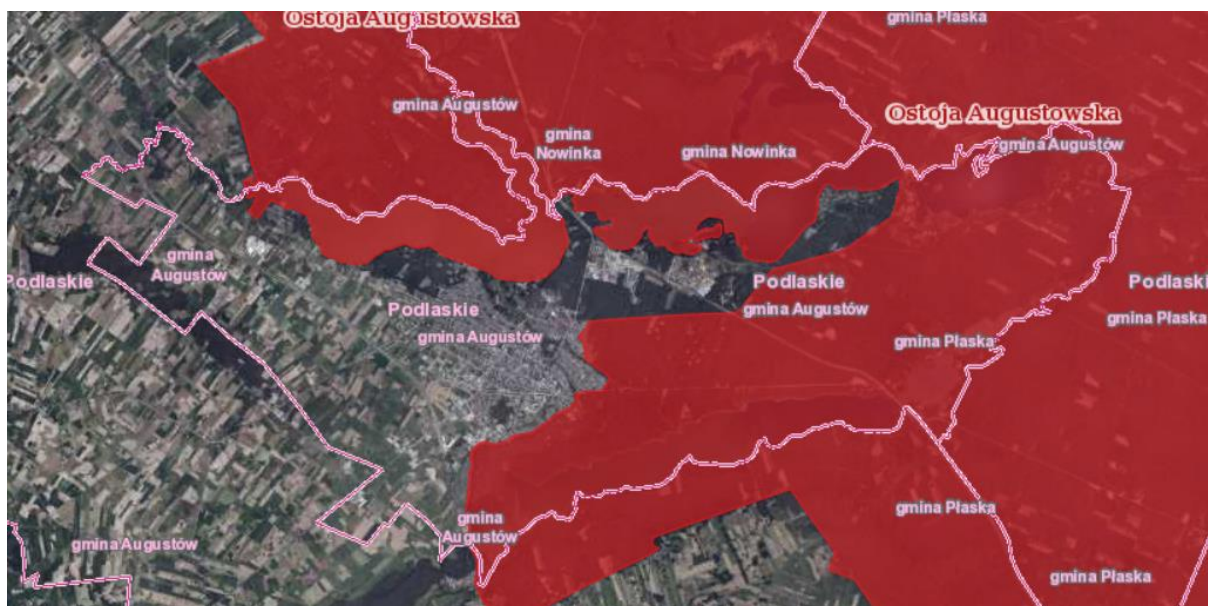 Ostoja Augustowska
gmina Płaska
gmina Augustów
Ostoja Augustowska
gmina
Nowinka
gmina Nowinka
gmina Augustów
gmina
Augustów
Podlaskie
Podlaskie
Podlaskie
Podlaski
gmina Augustów
gmina Płaska
gmina Augustów
gmina Płaska
gmina Płaska
gmina
Augustów
gmina Augustów
gmina Płaska